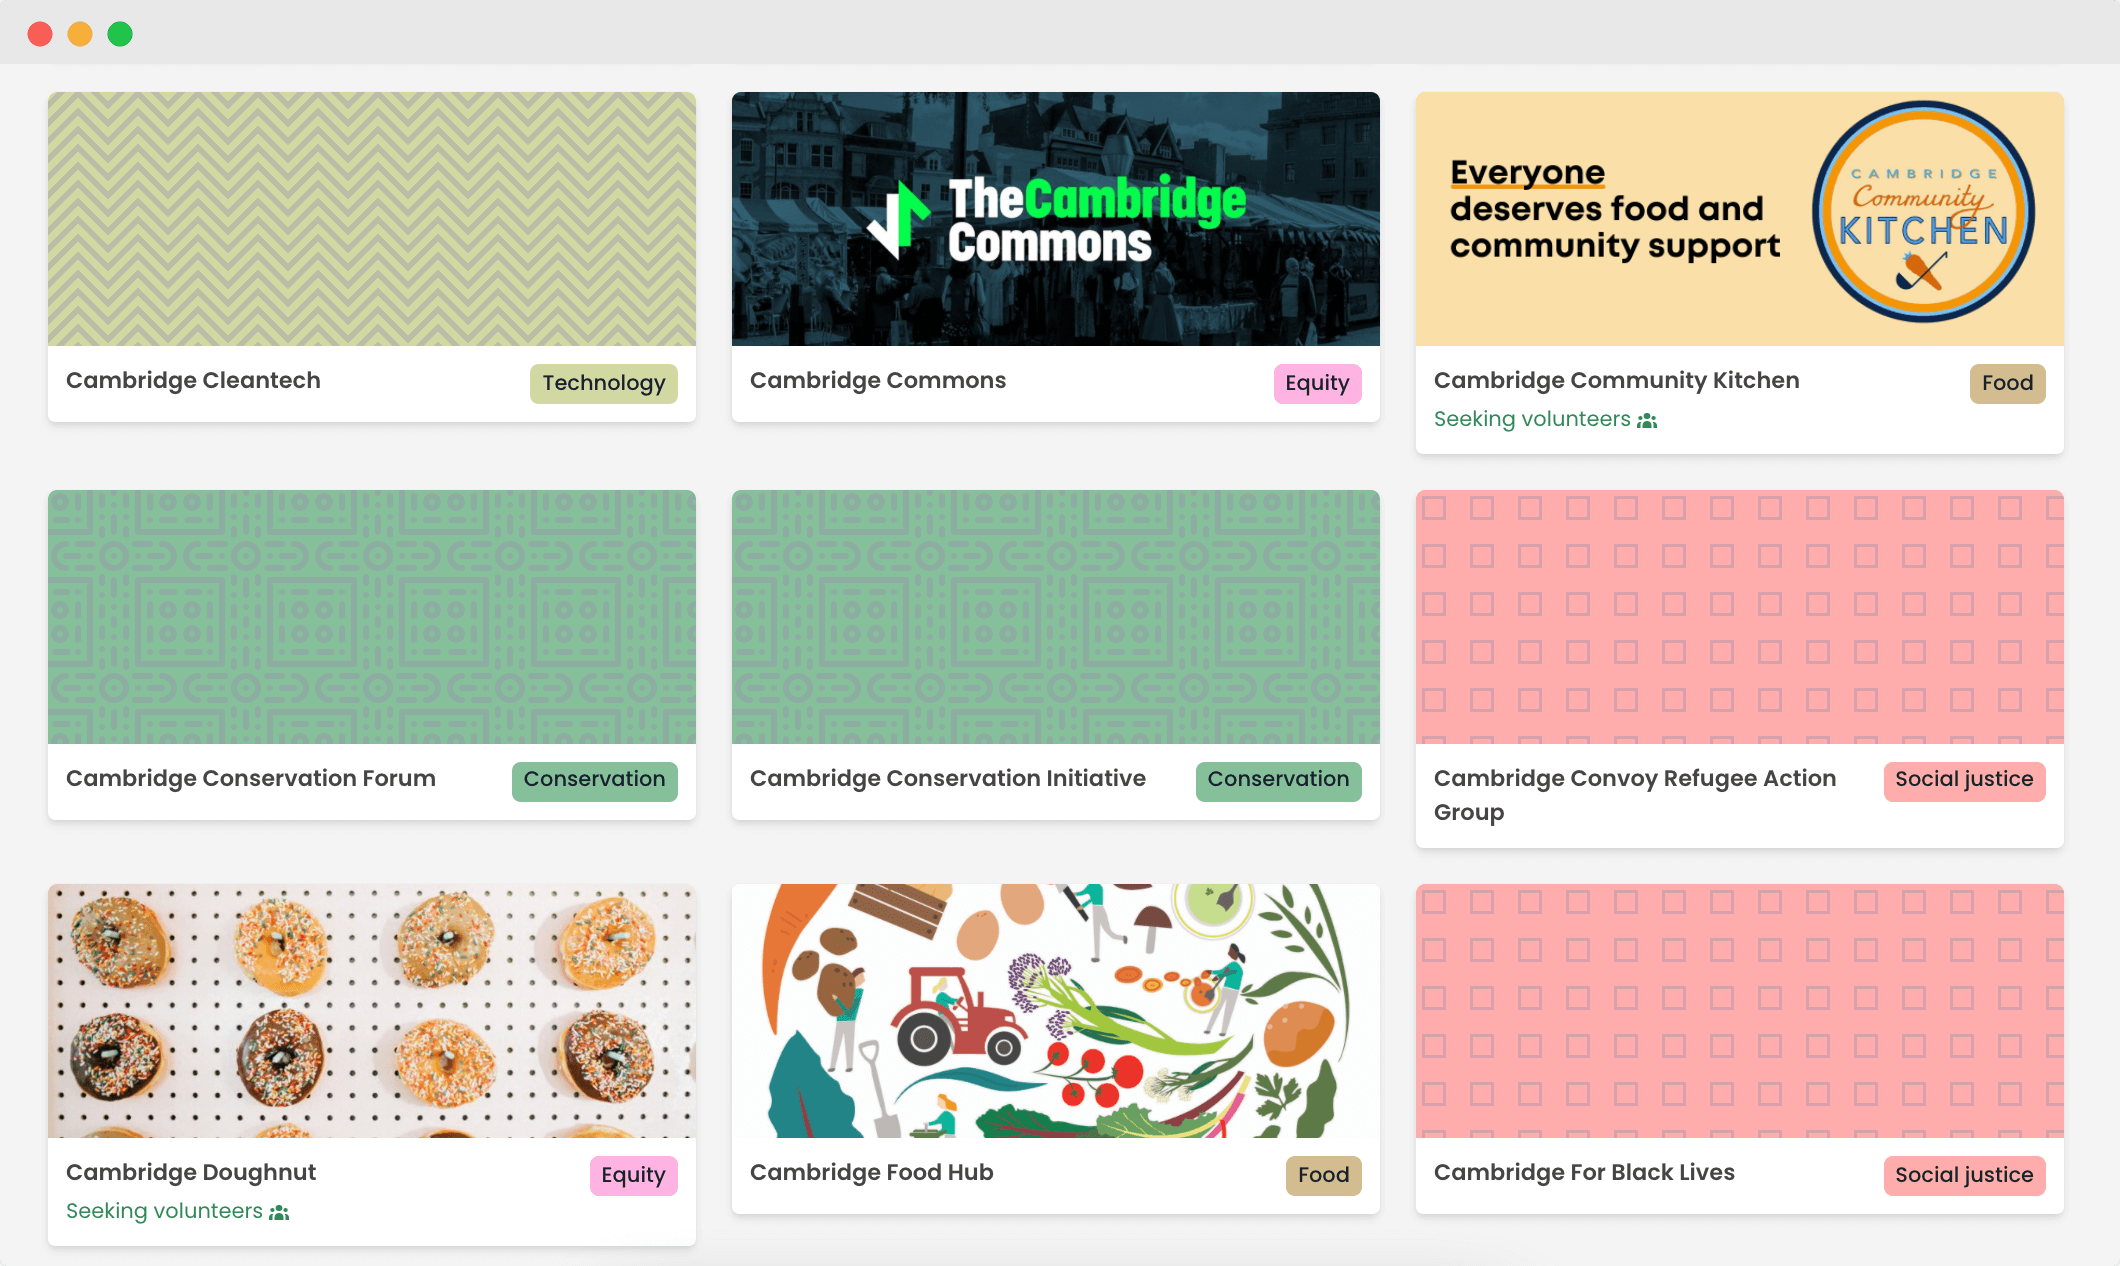 TheCambridge
Commons
Everyone
deserves food and
community support
CAMBRIDGE
Community
KITCHEN
Cambridge Cleantech
Technology
Cambridge Commons
Equity
Cambridge Community Kitchen
Food
Seeking volunteers
Cambridge Conservation Forum
Conservation
Cambridge Conservation Initiative
Conservation
Cambridge Convoy Refugee Action
Group
Social justice
Cambridge Doughnut
Equity
Seeking volunteers
Cambridge Food Hub
Food
Cambridge For Black Lives
Social justice